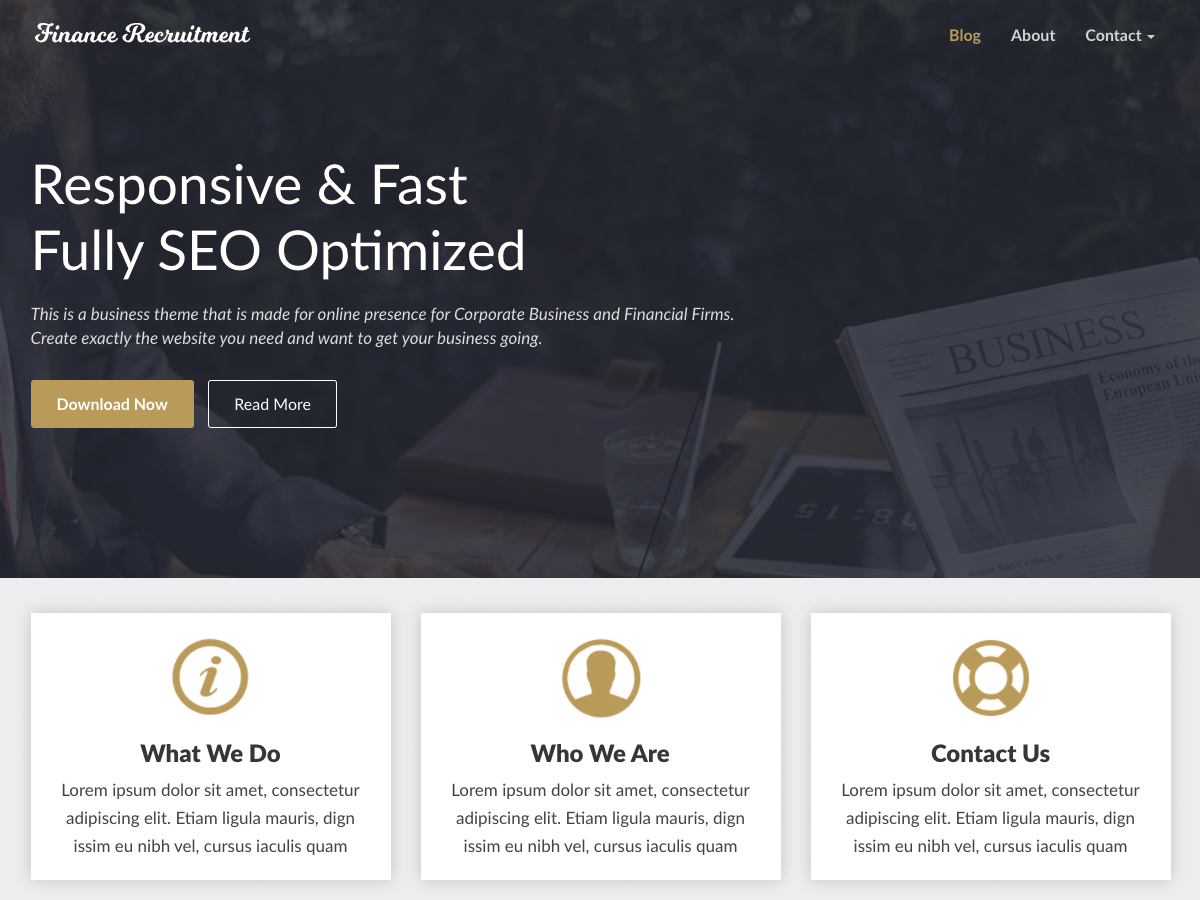 Finance Recruitment
Blog About Contact
Responsive & Fast
Fully SEO Optimized
This is a business theme that is made for online presence for Corporate Business and Financial Firms.
Create exactly the website you need and want to get your business going.
BUSINESS
Economy of the
European Uni
Download Now Read More
What We Do
Lorem ipsum dolor sit amet, consectetur
adipiscing elit. Etiam ligula mauris, dign
issim eu nibh vel, cursus iaculis quam
Who We Are
Lorem ipsum dolor sit amet, consectetur
adipiscing elit. Etiam ligula mauris, dign
issim eu nibh vel, cursus iaculis quam
Contact Us
Lorem ipsum dolor sit amet, consectetur
adipiscing elit. Etiam ligula mauris, dign
issim eu nibh vel, cursus iaculis quam